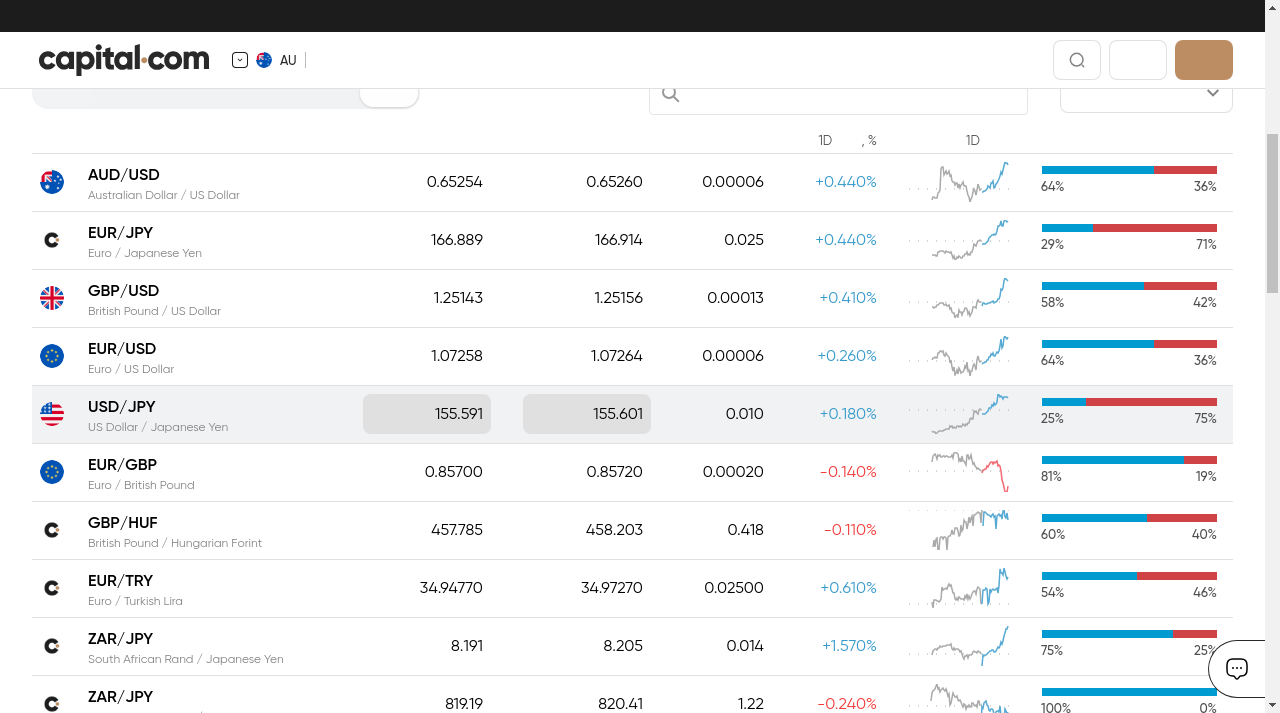 capital.com
AU
1D , % 1D
AUD/USD 0.65254 0.65260 0.00006 +0.440%
Australian Dollar / US Dollar 64% 36%
EUR/JPY 166.889 166.914 0.025 +0.440%
Euro / Japanese Yen 29% 71%
GBP/USD 1.25143 1.25156 0.00013 +0.410%
British Pound / US Dollar 58% 42%
EUR/USD 1.07258 1.07264 0.00006 +0.260%
Euro / US Dollar 64% 36%
USD/JPY 155.591 155.601 0.010 +0.180%
US Dollar / Japanese Yen 25% 75%
EUR/GBP 0.85700 0.85720 0.00020 -0.140%
Euro / British Pound 81% 19%
GBP/HUF 457.785 458.203 0.418 -0.110%
British Pound / Hungarian Forint 60% 40%
EUR/TRY 34.94770 34.97270 0.02500 +0.610%
Euro / Turkish Lira 54% 46%
ZAR/JPY 8.191 8.205 0.014 +1.570%
South African Rand / Japanese Yen 75% 25%
ZAR/JPY 819.19 820.41 1.22 -0.240%
100% 0%